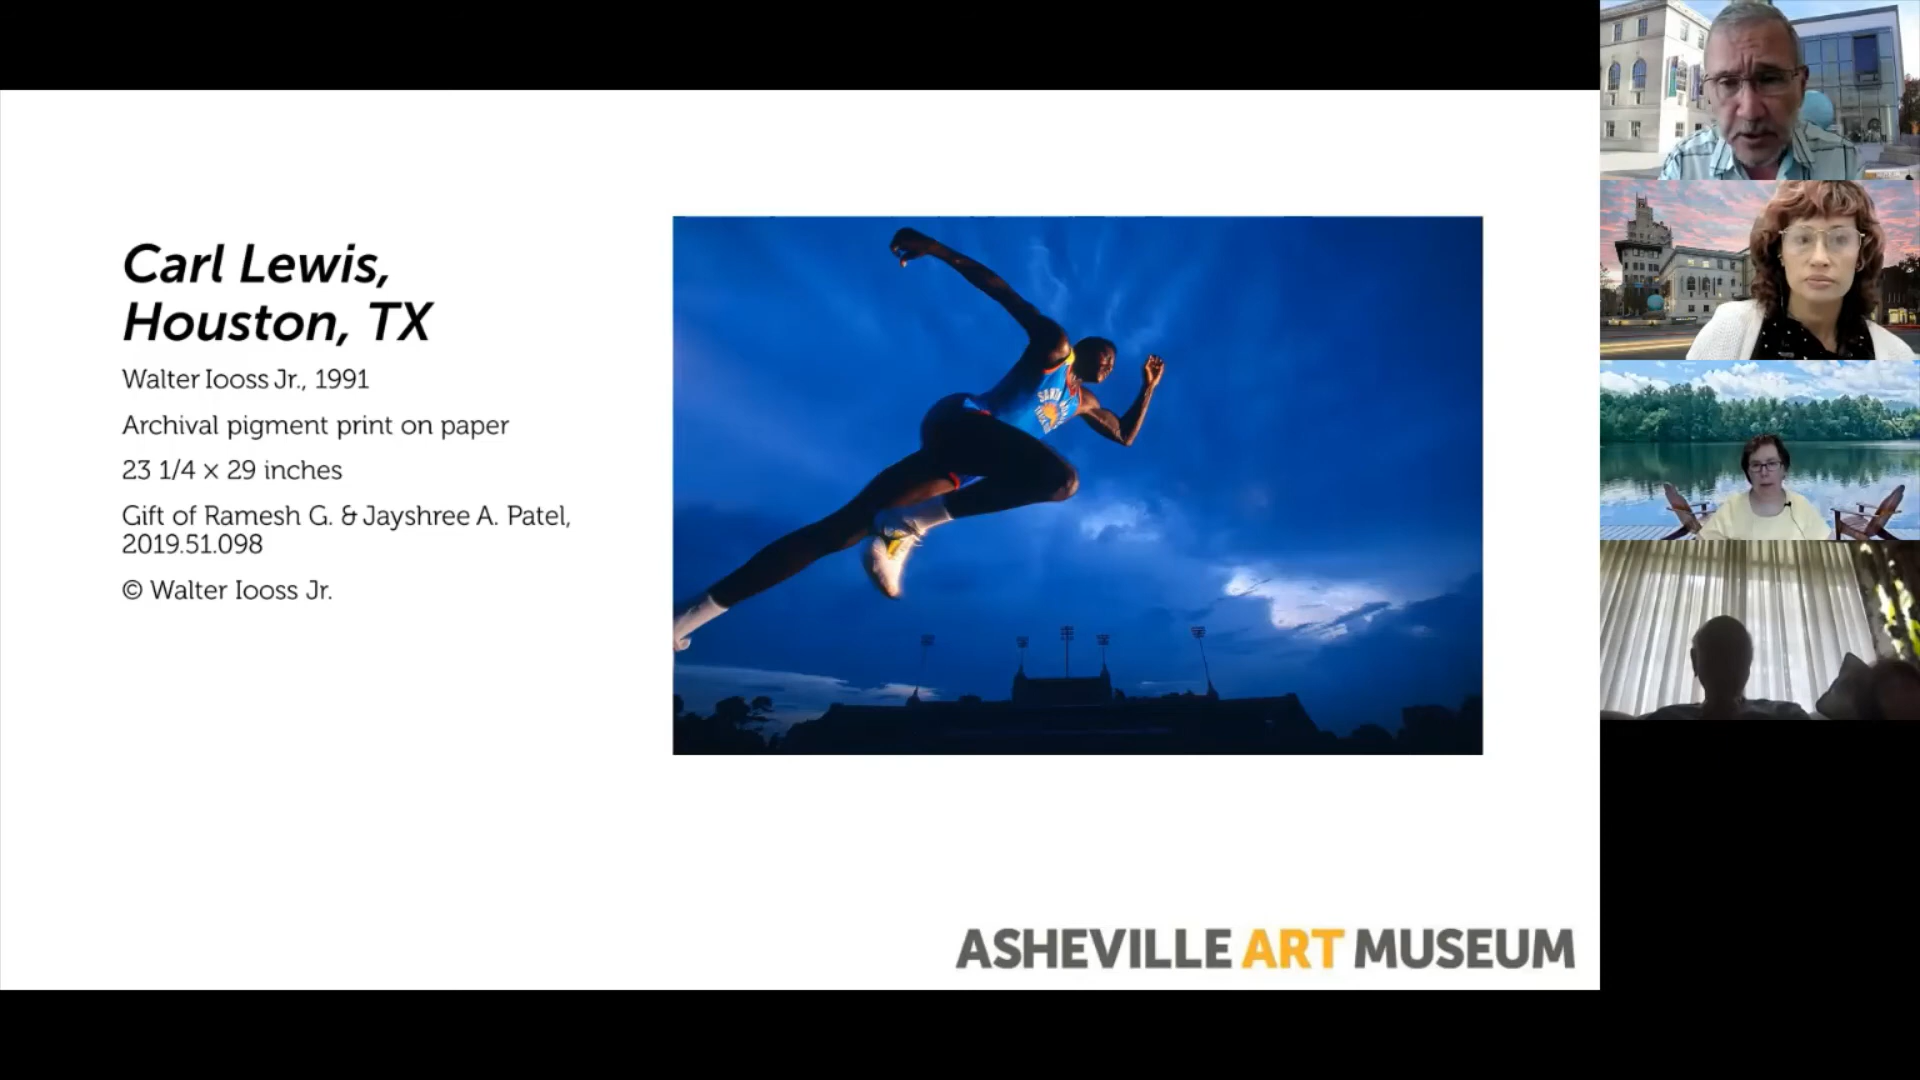 Carl Lewis,
Houston, TX
Walter Iooss Jr., 1991
Archival pigment print on paper
23 1/4 × 29 inches
Gift of Ramesh G. & Jayshree A. Patel,
2019.51.098
© Walter Iooss Jr.
SANTA
ASHEVILLE ART MUSEUM